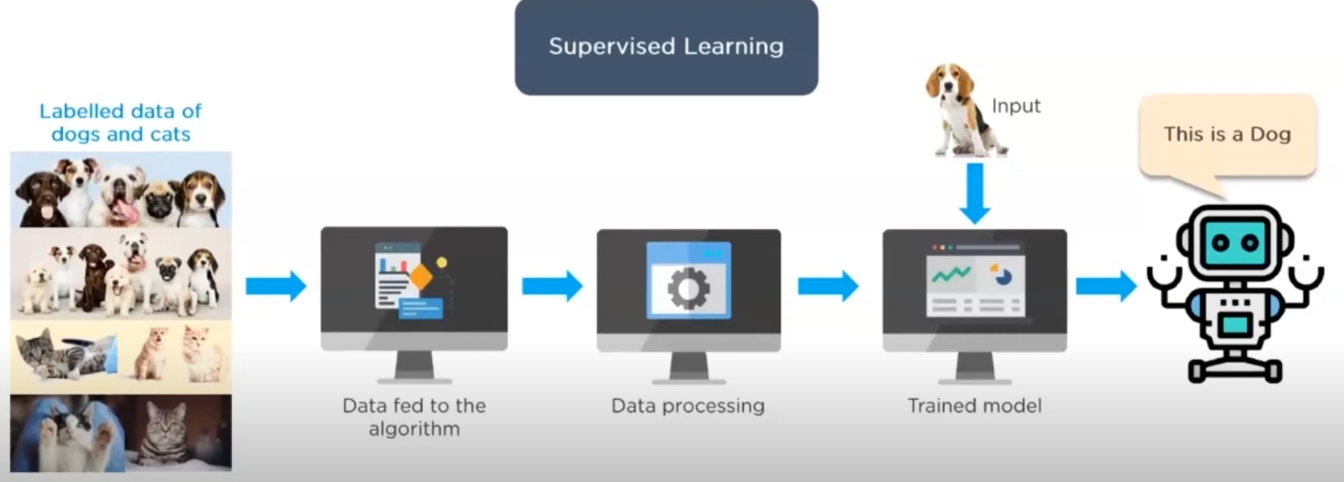 Supervised Learning
Labelled data of
dogs and cats
Input
This is a Dog
Data fed to the
algorithm
Data processing
Trained model